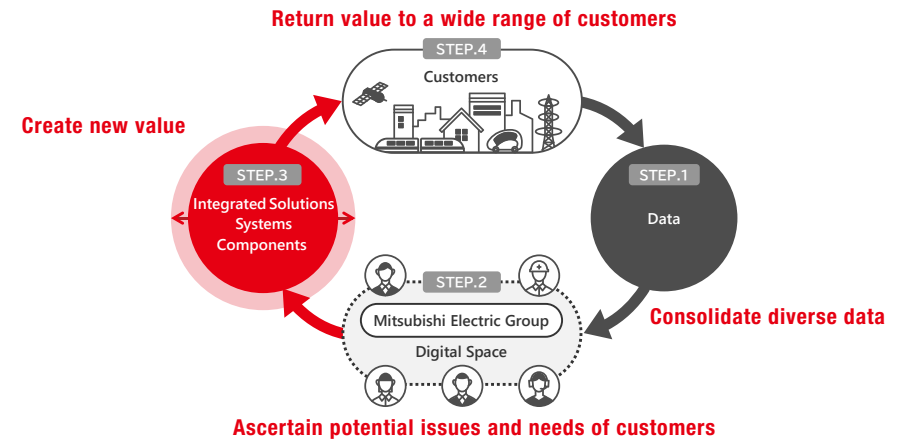 Return value to a wide range of customers
STEP.4
Customers
Create new value
STEP.3
Integrated Solutions
Systems
Components
STEP.1
Data
STEP.2
Mitsubishi Electric Group
Digital Space
Consolidate diverse data
Ascertain potential issues and needs of customers